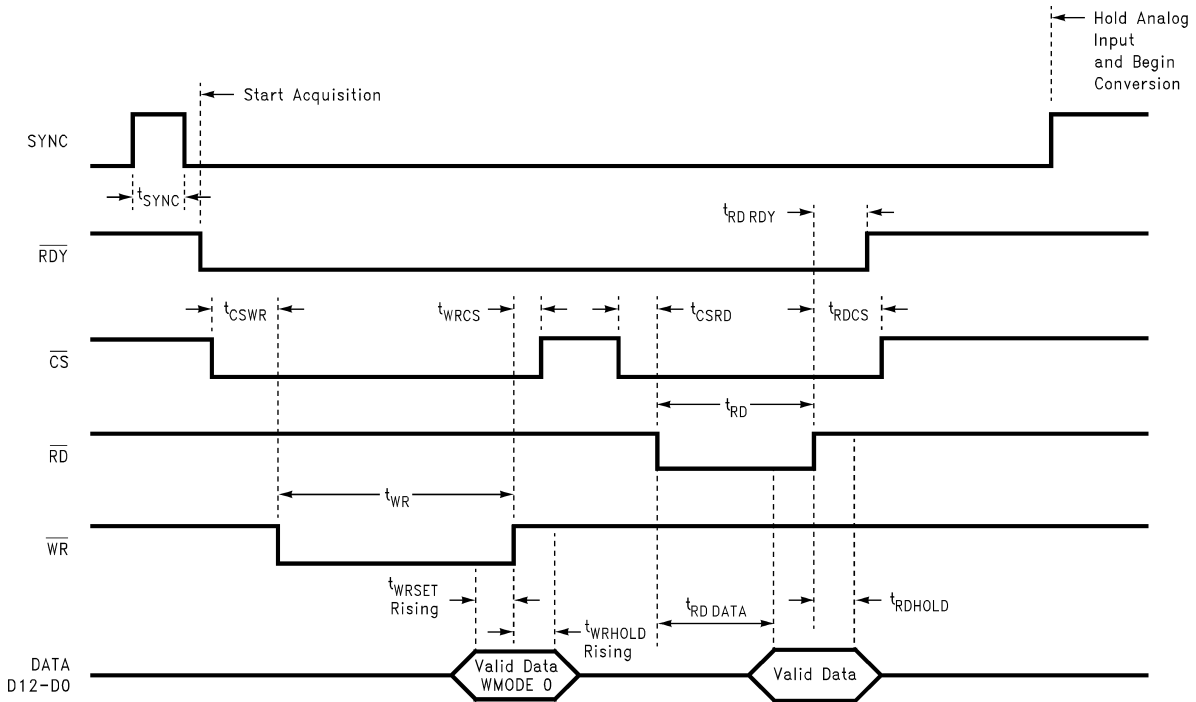 Hold Analog
Input
and Begin
Conversion
Start Acquisition
SYNC
tSYNC
tRD RDY
RDY
tCSWR
tWRCS
tCSRD
tRDCS
CS
tRD
RD
tWR
WR
tWRSET
Rising
tWRHOLD
Rising
tRD DATA
tRDHOLD
DATA
D12-D0
Valid Data
WMODE 0
Valid Data